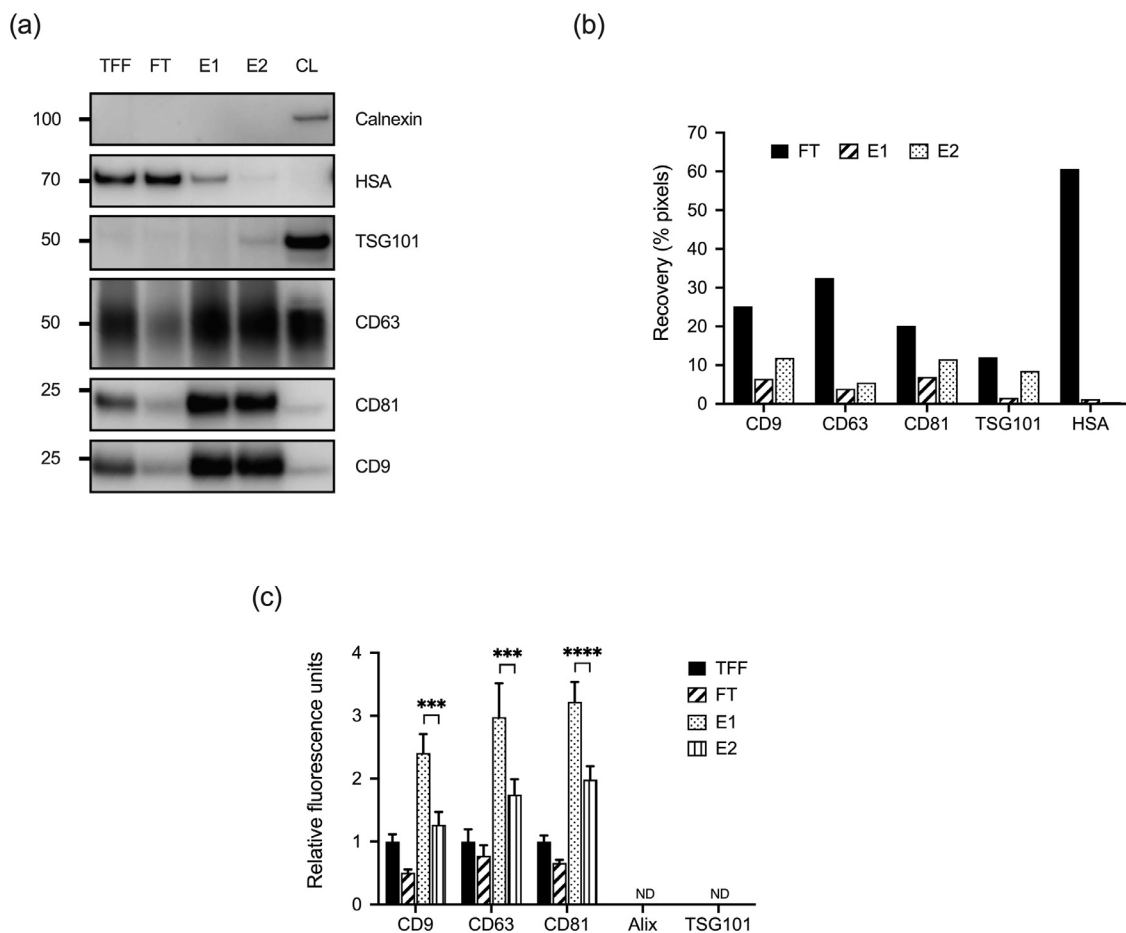 (a)
TFF FT E1 E2 CL
100 Calnexin
70 HSA
50 TSG101
50 CD63
25 CD81
25 CD9
(b)
Recovery (% pixels)
70
60
50
40
30
20
10
0
FT E1 E2
CD9 CD63 CD81 TSG101 HSA
(c)
Relative fluorescence units
4
3
2
1
0
*** *** ****
TFF
FT
E1
E2
ND ND
CD9 CD63 CD81 Alix TSG101